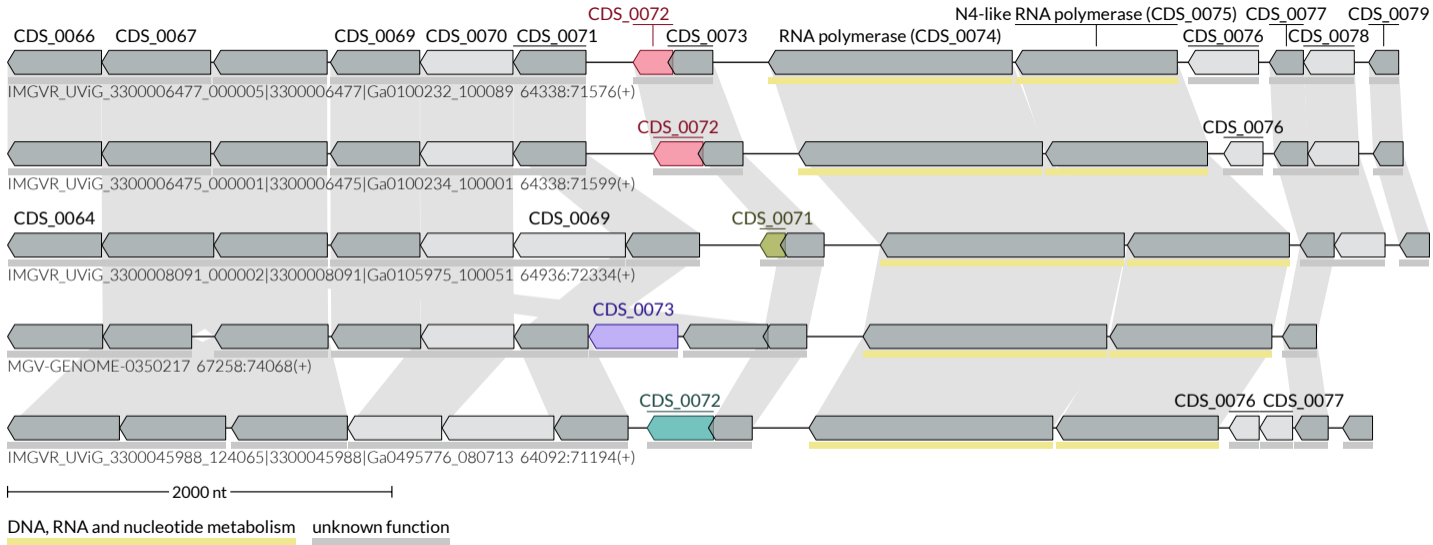 CDS_0072 N4-like RNA polymerase (CDS_0075) CDS_0077 CDS_0079
CDS_0066 CDS_0067 CDS_0069 CDS_0070 CDS_0071 CDS_0073 RNA polymerase (CDS_0074) CDS_0076 CDS_0078
IMGVR_UViG_3300006477_000005|3300006477|Ga0100232_100089 64338:71576(+)
CDS_0072 CDS_0076
IMGVR_UViG_3300006475_000001|3300006475|Ga0100234_100001 64338:71599(+)
CDS_0064 CDS_0069 CDS_0071
IMGVR_UViG_3300008091_000002|3300008091|Ga0105975_100051 64936:72334(+)
CDS_0073
MGV-GENOME-0350217 67258:74068(+)
CDS_0072 CDS_0076 CDS_0077
IMGVR_UViG_3300045988_124065|3300045988|Ga0495776_080713 64092:71194(+)
2000 nt
DNA, RNA and nucleotide metabolism unknown function